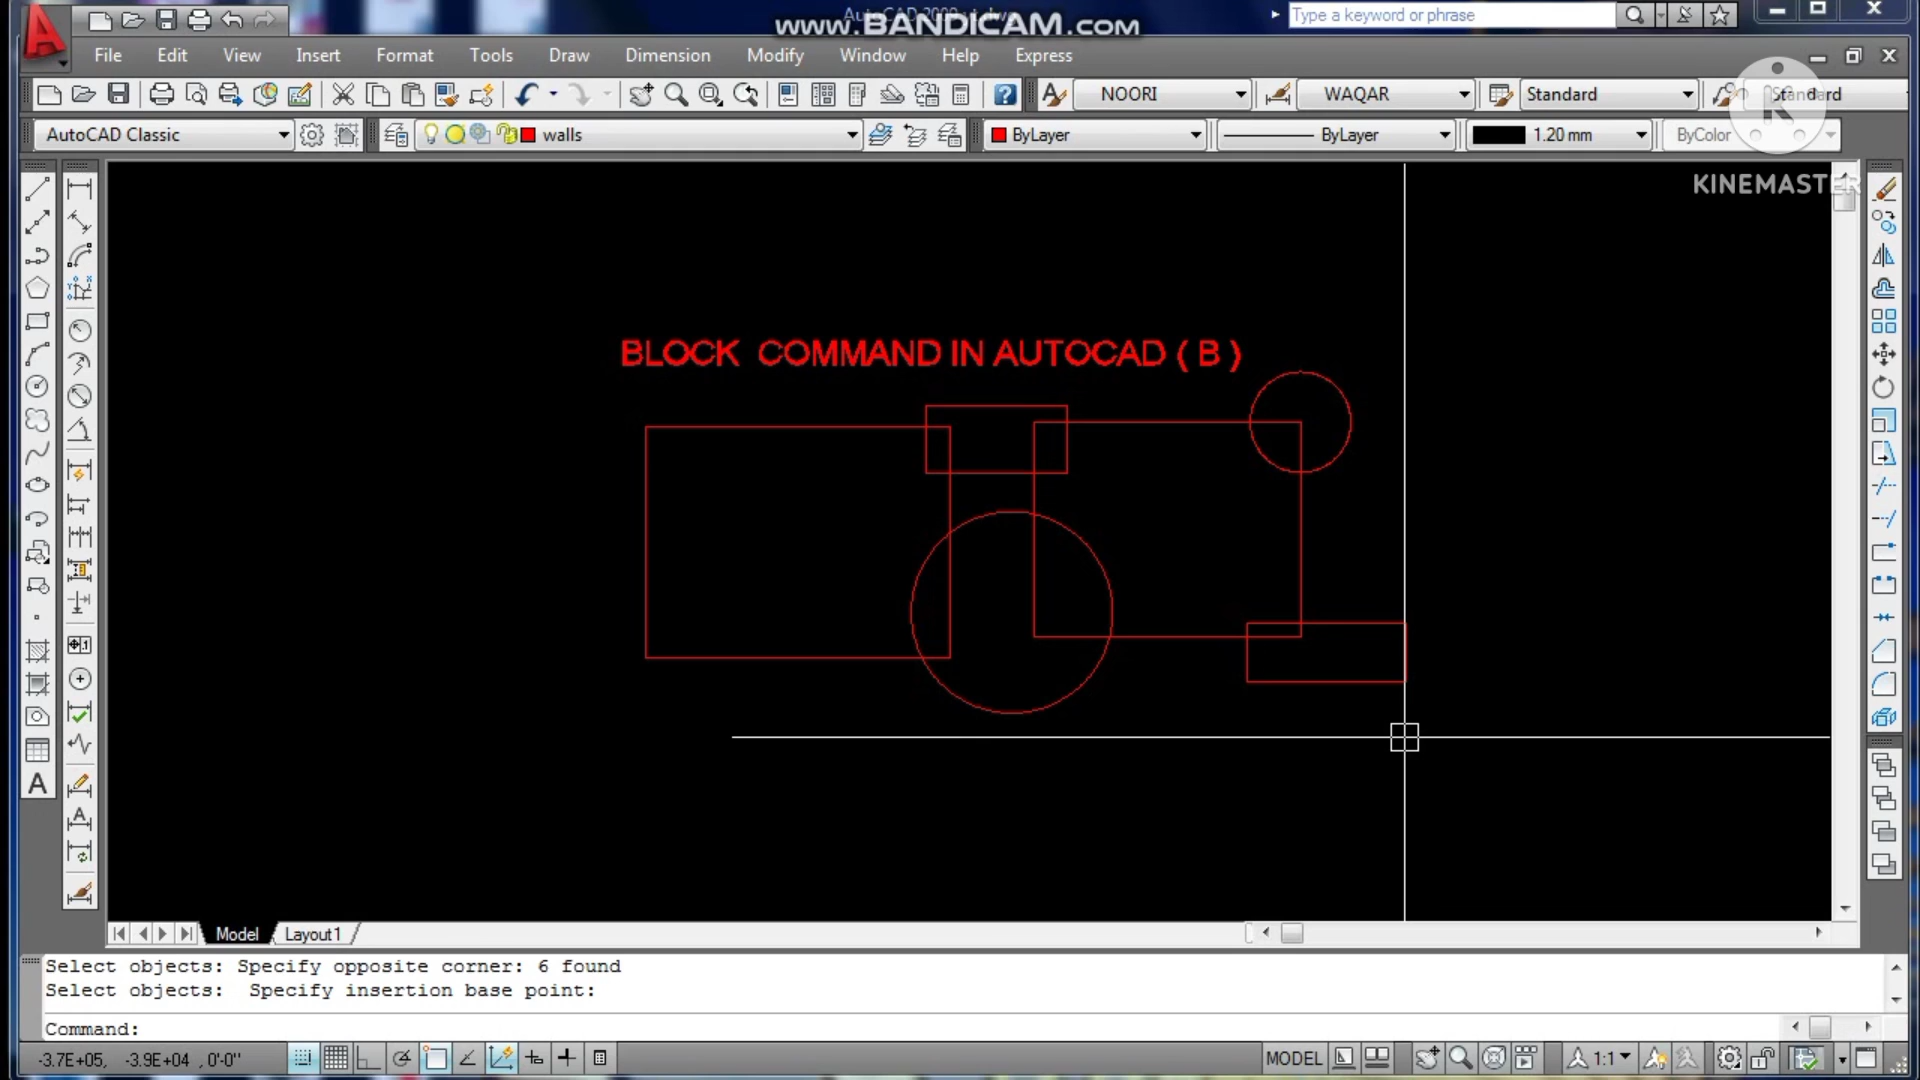 www.BANDICAM.com
Type a keyword or phrase
File Edit View Insert Format Tools Draw Dimension Modify Window Help Express
NOORI WAQAR Standard Standard
AutoCAD Classic walls ByLayer ByLayer 1.20 mm ByColor
KINEMASTER
BLOCK COMMAND IN AUTOCAD ( B )
Model Layout1
Select objects: Specify opposite corner: 6 found
Select objects: Specify insertion base point:
Command:
-3.7E+05, -3.9E+04 , 0'-0" MODEL 1:1